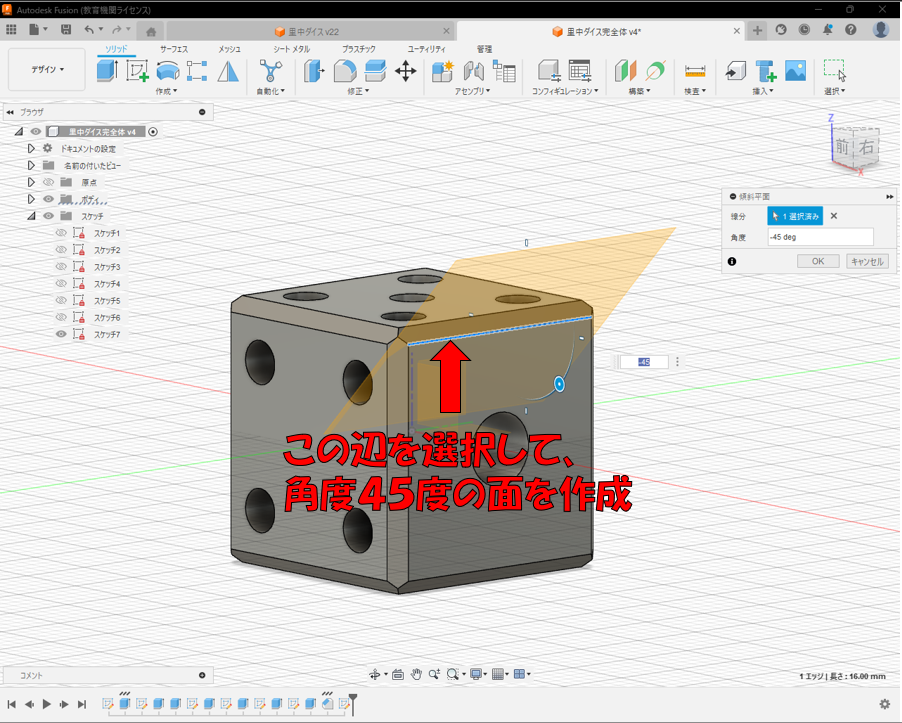 Autodesk Fusion (教育機関ライセンス)
里中ダイス v22
里中ダイス完全体 v4*
デザイン
ソリッド
サーフェス
メッシュ
シート メタル
プラスチック
ユーティリティ
管理
作成
自動化
修正
アセンブリ
コンフィギュレーション
構築
検査
挿入
選択
ブラウザ
里中ダイス完全体 v4
ドキュメントの設定
名前の付いたビュー
原点
ボディ
スケッチ
スケッチ1
スケッチ2
スケッチ3
スケッチ4
スケッチ5
スケッチ6
スケッチ7
Z
前
右
X
傾斜平面
線分
1 選択済み
角度
-45 deg
OK
キャンセル
-45
この辺を選択して、
角度45度の面を作成
コメント
1 エッジ | 長さ : 16.00 mm